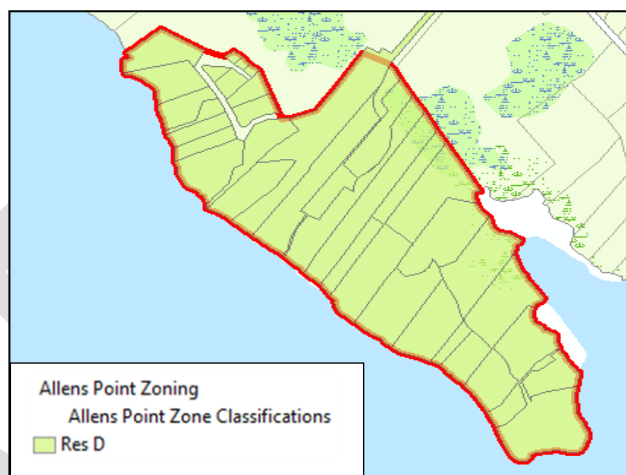 Allens Point Zoning
Allens Point Zone Classifications
Res D